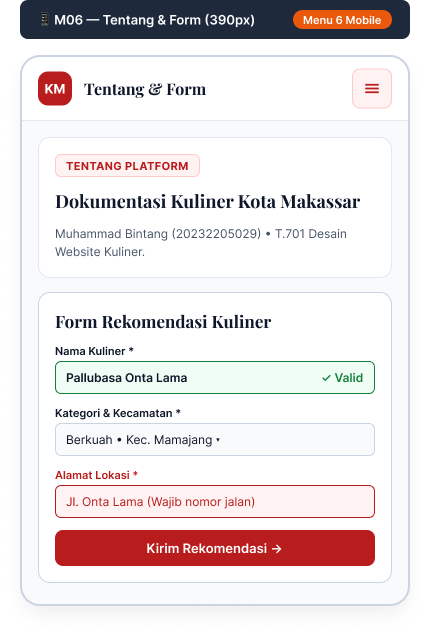 📱 M06 — Tentang & Form (390px)
Menu 6 Mobile
KM
Tentang & Form
TENTANG PLATFORM
Dokumentasi Kuliner Kota Makassar
Muhammad Bintang (20232205029) • T.701 Desain
Website Kuliner.
Form Rekomendasi Kuliner
Nama Kuliner *
Pallubasa Onta Lama
✓ Valid
Kategori & Kecamatan *
Berkuah • Kec. Mamajang ▾
Alamat Lokasi *
Jl. Onta Lama (Wajib nomor jalan)
Kirim Rekomendasi →